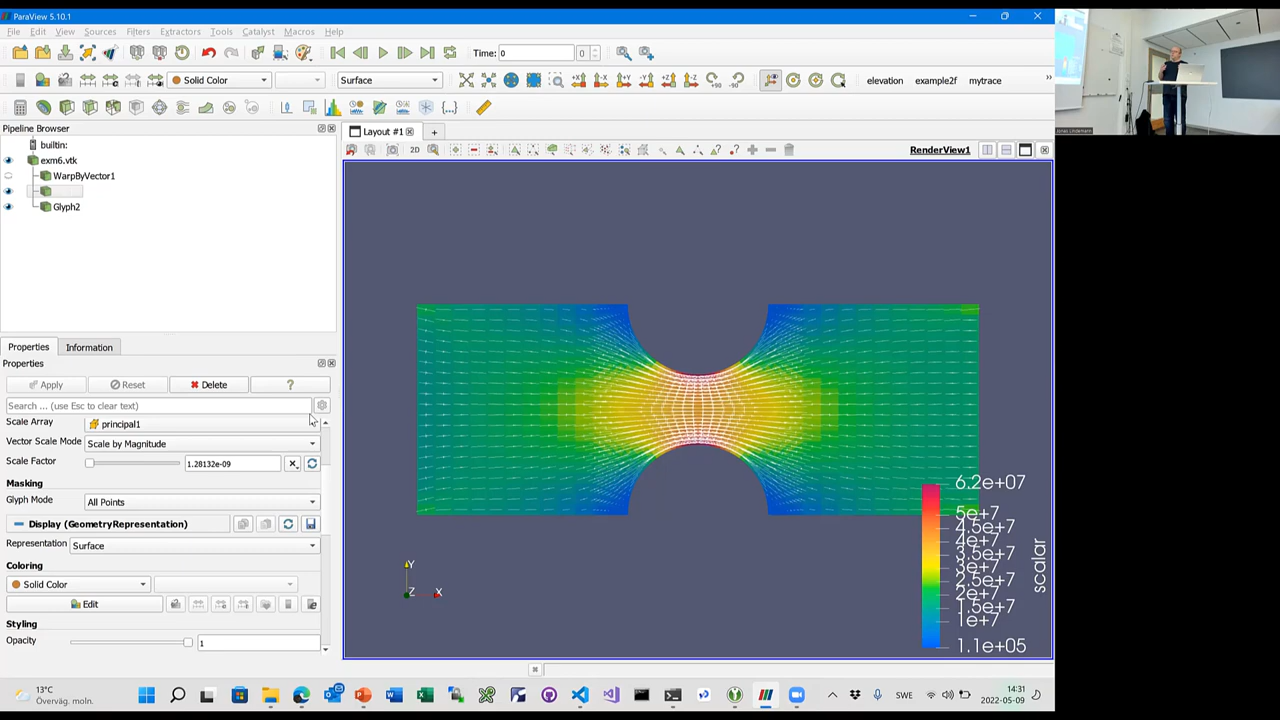 ParaView 5.10.1
File Edit View Sources Filters Extractors Tools Catalyst Macros Help
Time: 0 0
Solid Color Surface elevation example2f mytrace »
Pipeline Browser
Layout #1 +
builtin:
exm6.vtk
WarpByVector1
Glyph2
2D
RenderView1
Properties Information
Properties
Apply Reset Delete ?
Search ... (use Esc to clear text)
Scale Array principal1
Vector Scale Mode Scale by Magnitude
Scale Factor 1.28132e-09
Masking
Glyph Mode All Points
Display (GeometryRepresentation)
Representation Surface
Coloring
Solid Color
Edit
Styling
Opacity 1
Y
Z X
6.2e+07
5e+7
4.5e+7
4e+7
3.5e+7
3e+7
2.5e+7
2e+7
1.5e+7
1e+7
1.1e+05
scalar
Jonas Lindemann
13°C
Överväg. moln.
SWE
14:31
2022-05-09